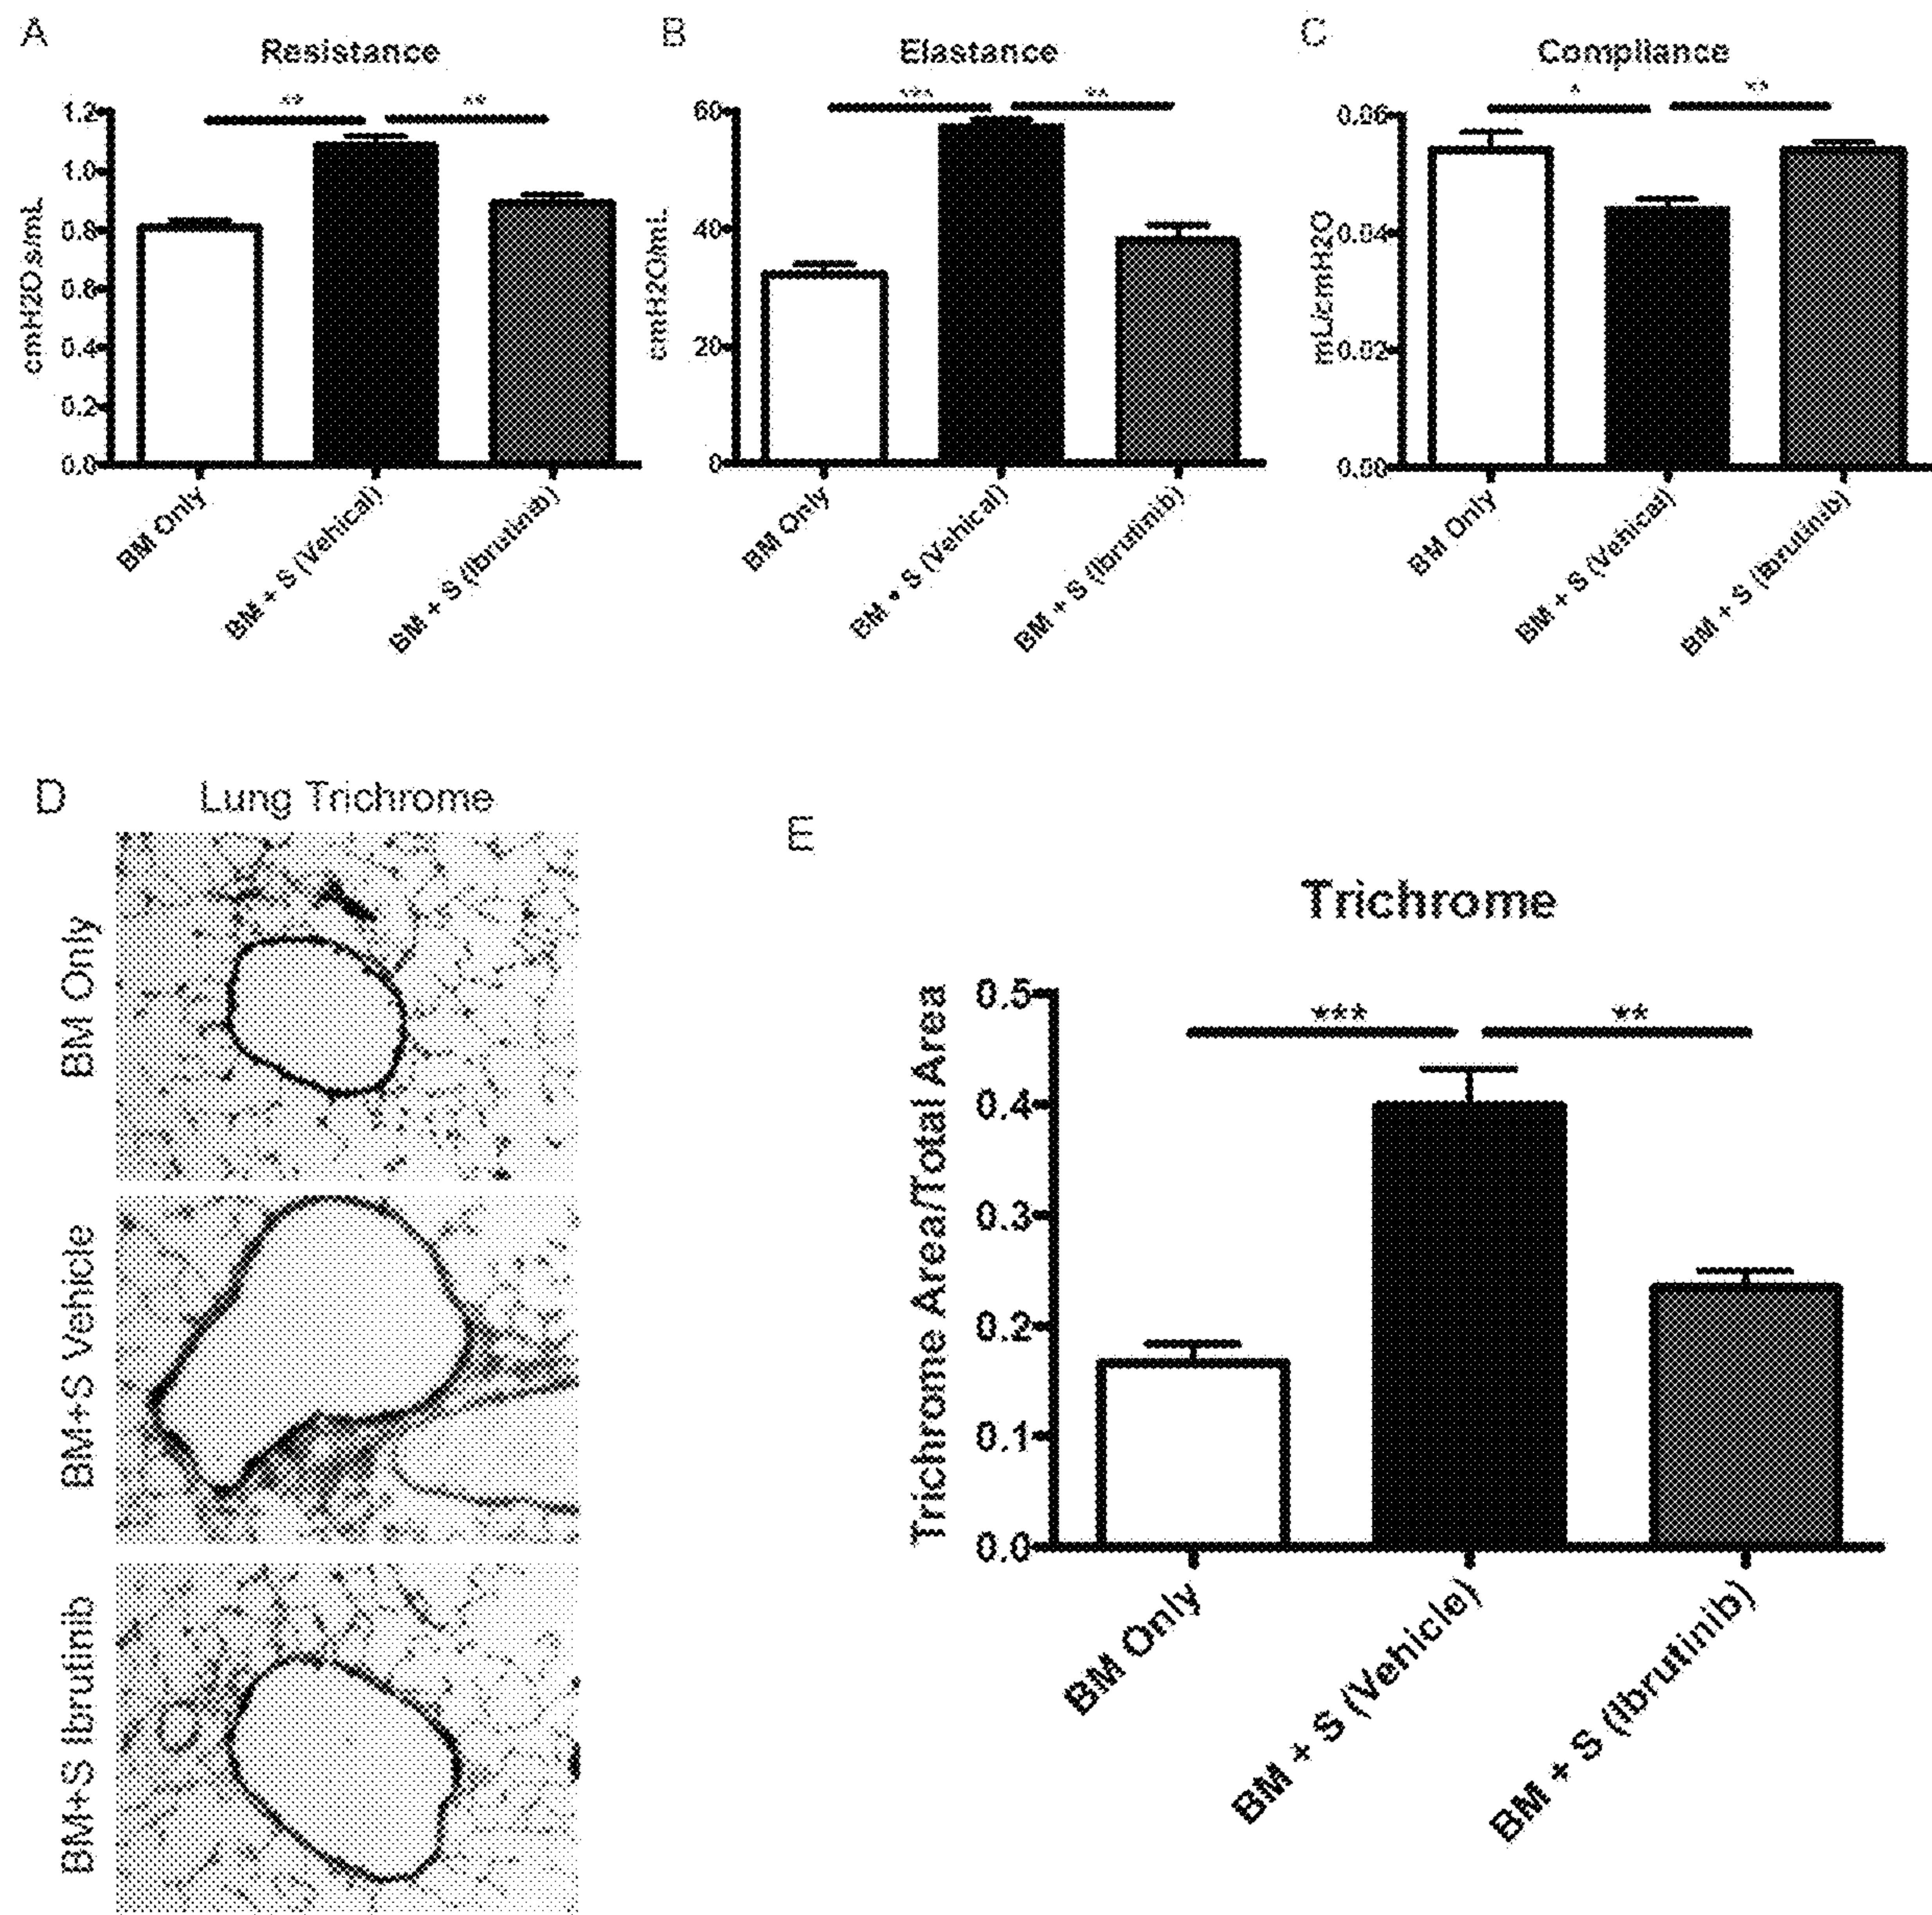 A
Resistance
**
**
cmH2O.s/mL
1.2
1.0
0.8
0.6
0.4
0.2
0.0
BM Only
BM + S (Vehical)
BM + S (Ibrutinib)
B
Elastance
***
**
cmH2O/mL
60
40
20
0
BM Only
BM + S (Vehical)
BM + S (Ibrutinib)
C
Compliance
*
**
mL/cmH2O
0.06
0.04
0.02
0.00
BM Only
BM + S (Vehical)
BM + S (Ibrutinib)
D
Lung Trichrome
BM Only
BM+S Vehicle
BM+S Ibrutinib
E
Trichrome
***
**
Trichrome Area/Total Area
0.5
0.4
0.3
0.2
0.1
0.0
BM Only
BM + S (Vehicle)
BM + S (Ibrutinib)